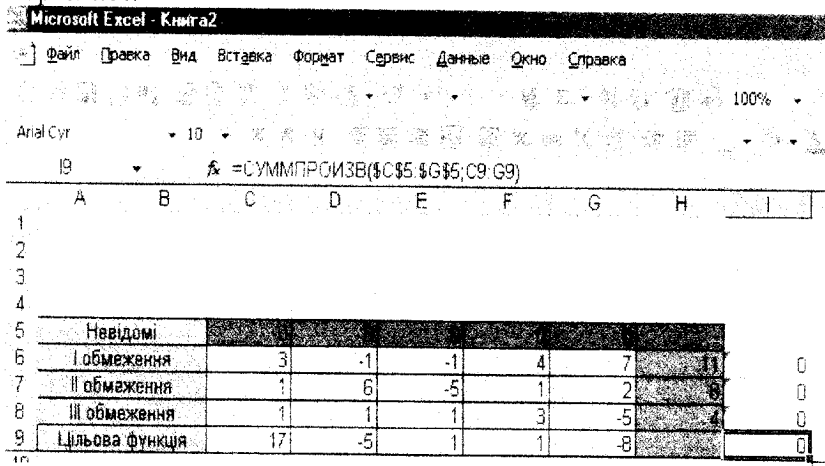 Microsoft Excel - Книга2
Файл Правка Вид Вставка Формат Сервис Данные Окно Справка
100%
Arial Cyr 10
I9 fx =СУММПРОИЗВ($C$5:$G$5;C9:G9)
A B C D E F G H I
1
2
3
4
5 Невідомі
6 I обмеження 3 -1 -1 4 7 11 0
7 II обмеження 1 6 -5 1 2 0
8 III обмеження 1 1 1 3 -5 4 0
9 Цільова функція 17 -5 1 1 -8 0
10